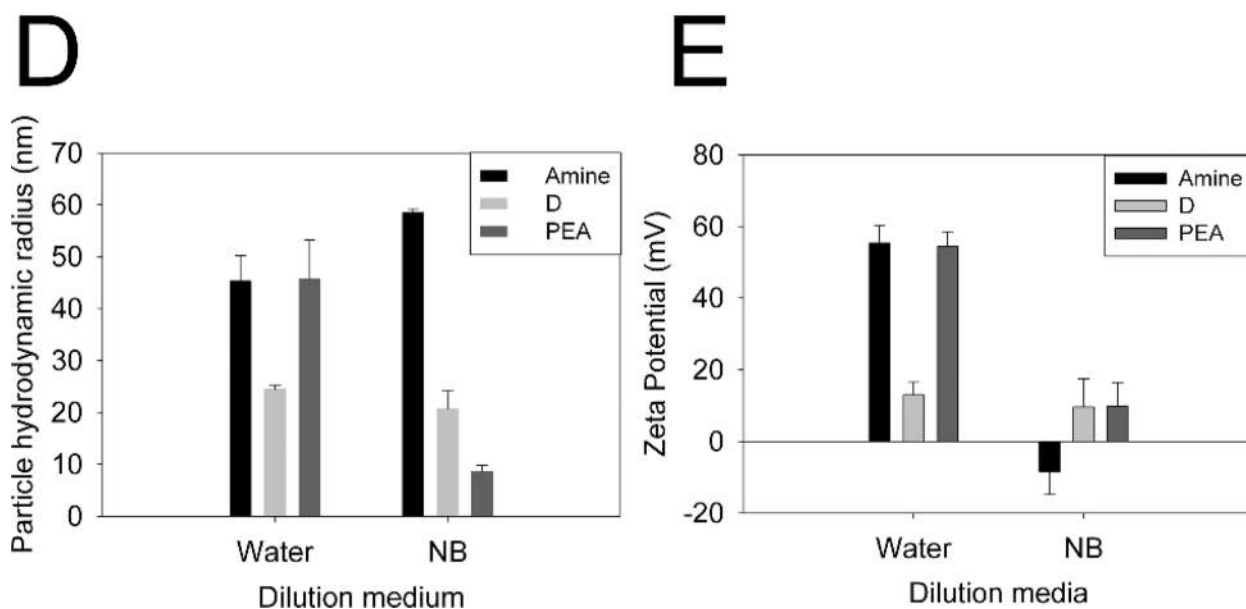 D
Particle hydrodynamic radius (nm)
70
60
50
40
30
20
10
0
Amine
D
PEA
Water NB
Dilution medium
E
Zeta Potential (mV)
80
60
40
20
0
-20
Amine
D
PEA
Water NB
Dilution media